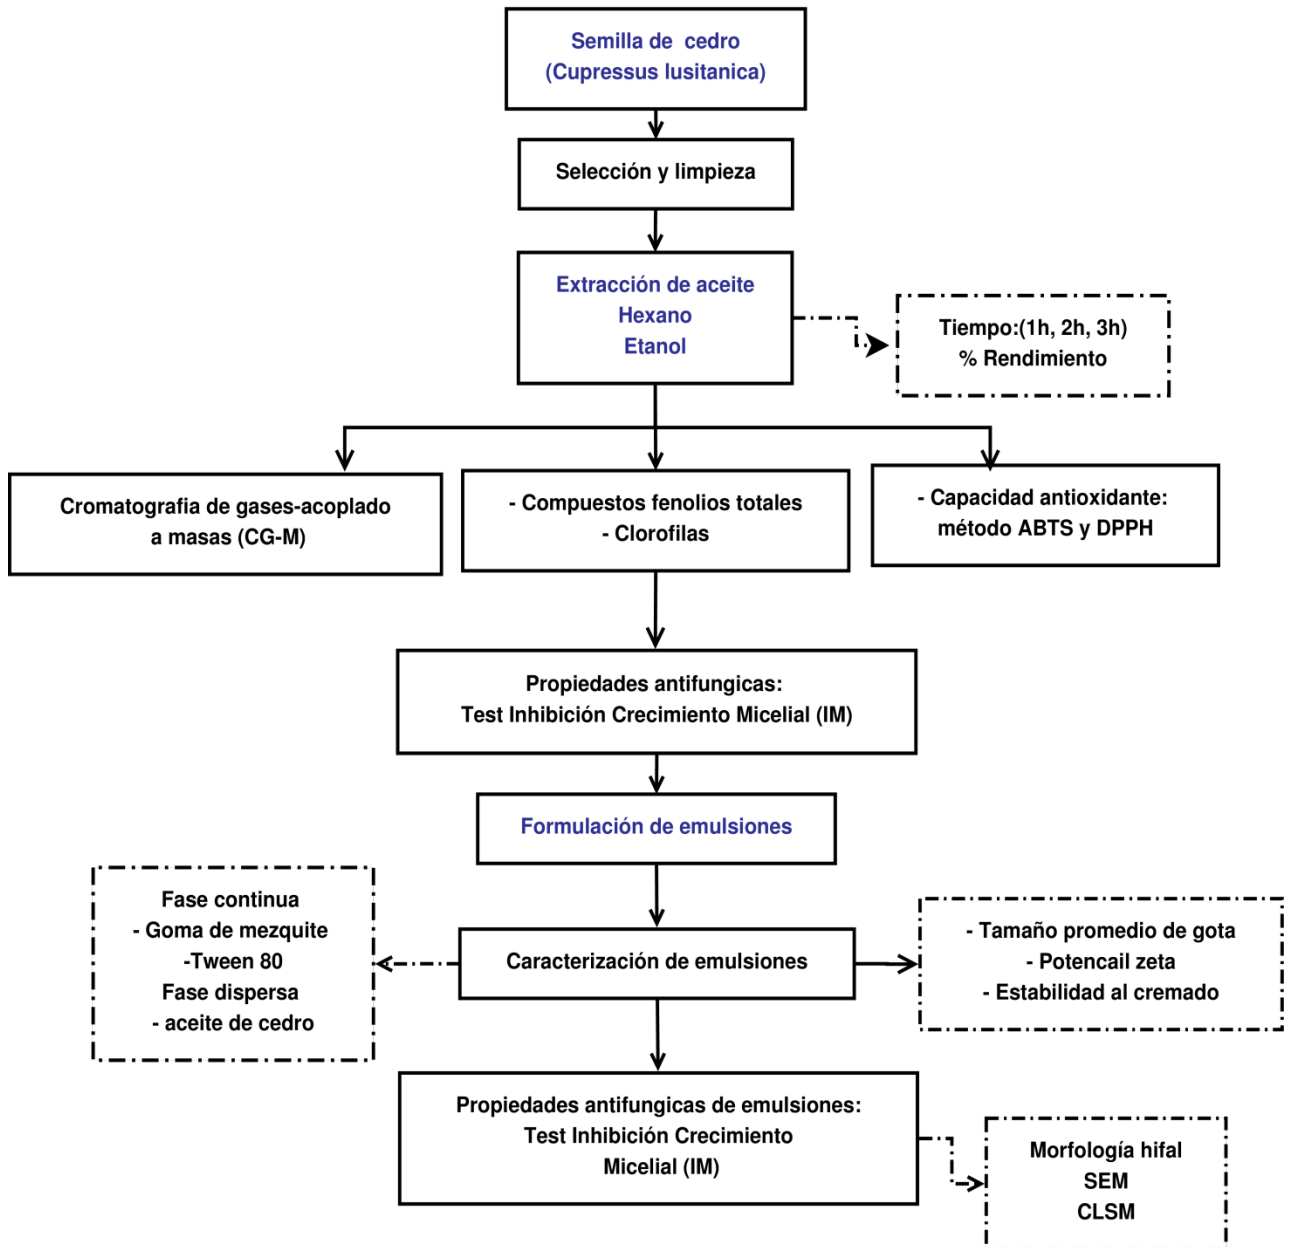 Semilla de cedro
(Cupressus lusitanica)
Selección y limpieza
Extracción de aceite
Hexano
Etanol
Tiempo:(1h, 2h, 3h)
% Rendimiento
Cromatografia de gases-acoplado
a masas (CG-M)
- Compuestos fenolios totales
- Clorofilas
- Capacidad antioxidante:
método ABTS y DPPH
Propiedades antifungicas:
Test Inhibición Crecimiento Micelial (IM)
Formulación de emulsiones
Fase continua
- Goma de mezquite
-Tween 80
Fase dispersa
- aceite de cedro
Caracterización de emulsiones
- Tamaño promedio de gota
- Potencail zeta
- Estabilidad al cremado
Propiedades antifungicas de emulsiones:
Test Inhibición Crecimiento
Micelial (IM)
Morfología hifal
SEM
CLSM